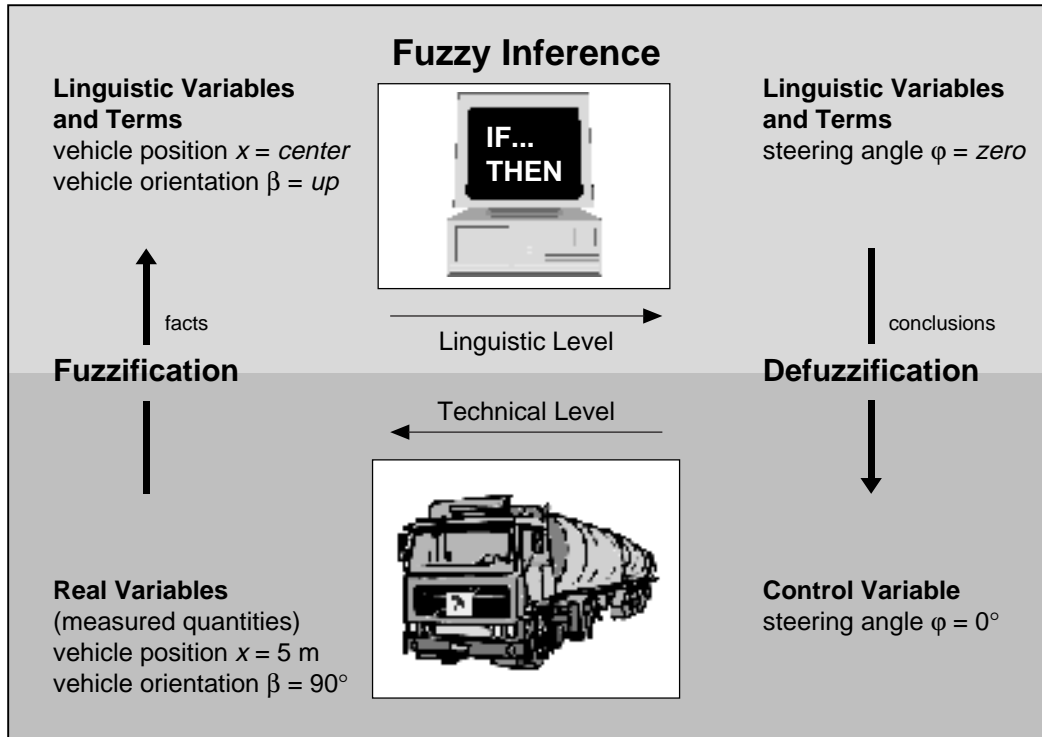 Fuzzy Inference
Linguistic Variables
and Terms
vehicle position x = center
vehicle orientation β = up
IF...
THEN
Linguistic Variables
and Terms
steering angle φ = zero
facts
Linguistic Level
conclusions
Fuzzification
Defuzzification
Technical Level
Real Variables
(measured quantities)
vehicle position x = 5 m
vehicle orientation β = 90°
Control Variable
steering angle φ = 0°